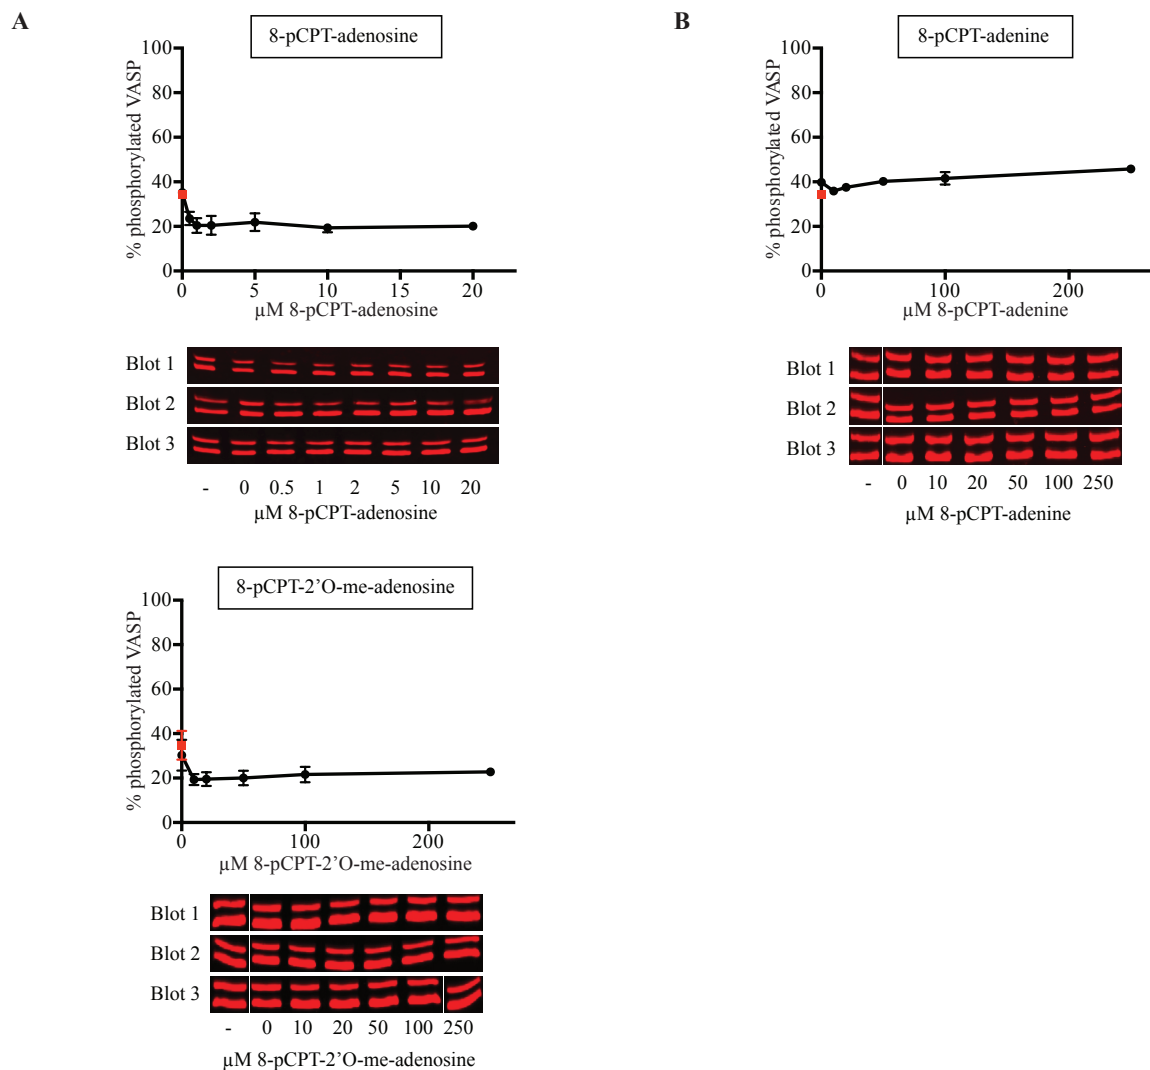 A
8-pCPT-adenosine
% phosphorylated VASP
100
80
60
40
20
0
0 5 10 15 20
µM 8-pCPT-adenosine
Blot 1
Blot 2
Blot 3
- 0 0.5 1 2 5 10 20
µM 8-pCPT-adenosine
8-pCPT-2’O-me-adenosine
% phosphorylated VASP
100
80
60
40
20
0
0 100 200
µM 8-pCPT-2’O-me-adenosine
Blot 1
Blot 2
Blot 3
- 0 10 20 50 100 250
µM 8-pCPT-2’O-me-adenosine
B
8-pCPT-adenine
% phosphorylated VASP
100
80
60
40
20
0
0 100 200
µM 8-pCPT-adenine
Blot 1
Blot 2
Blot 3
- 0 10 20 50 100 250
µM 8-pCPT-adenine